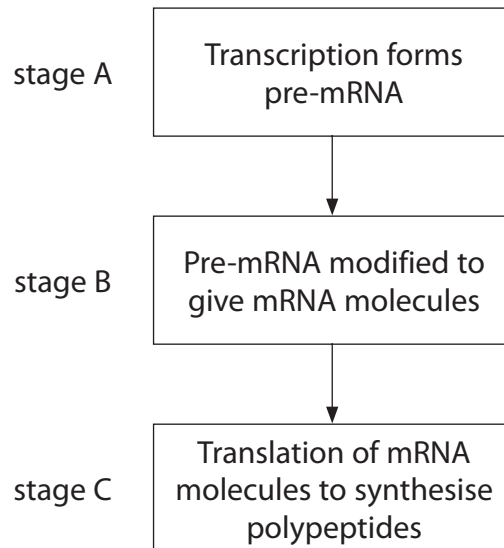 stage A
Transcription forms
pre-mRNA
stage B
Pre-mRNA modified to
give mRNA molecules
stage C
Translation of mRNA
molecules to synthesise
polypeptides